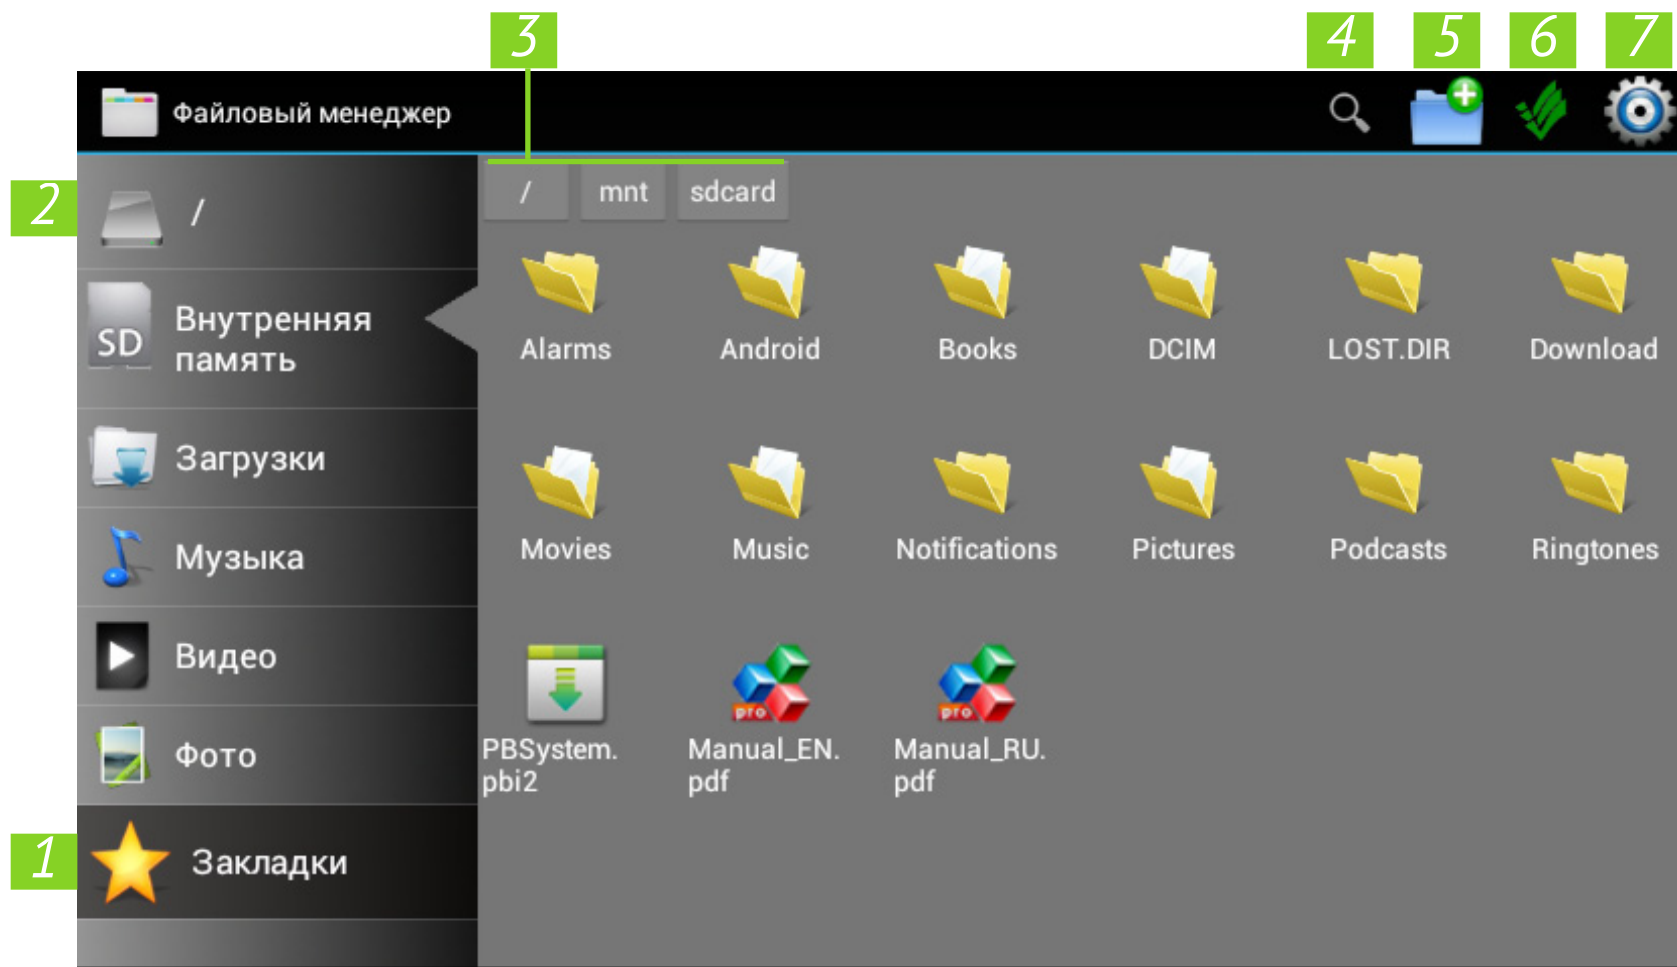 3
4 5 6 7
Файловый менеджер
2
/
SD
Внутренняя
память
Загрузки
Музыка
Видео
Фото
1
Закладки
/ mnt sdcard
Alarms Android Books DCIM LOST.DIR Download
Movies Music Notifications Pictures Podcasts Ringtones
pro pro
PBSystem. Manual_EN. Manual_RU.
pbi2 pdf pdf